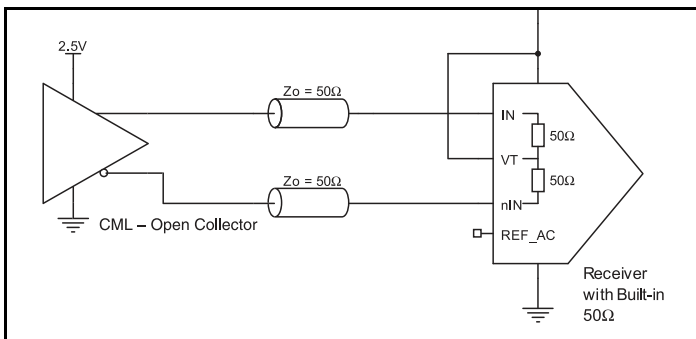 2.5V
Zo = 50Ω
Zo = 50Ω
CML – Open Collector
IN
50Ω
VT
50Ω
nIN
REF_AC
Receiver
with Built-in
50Ω